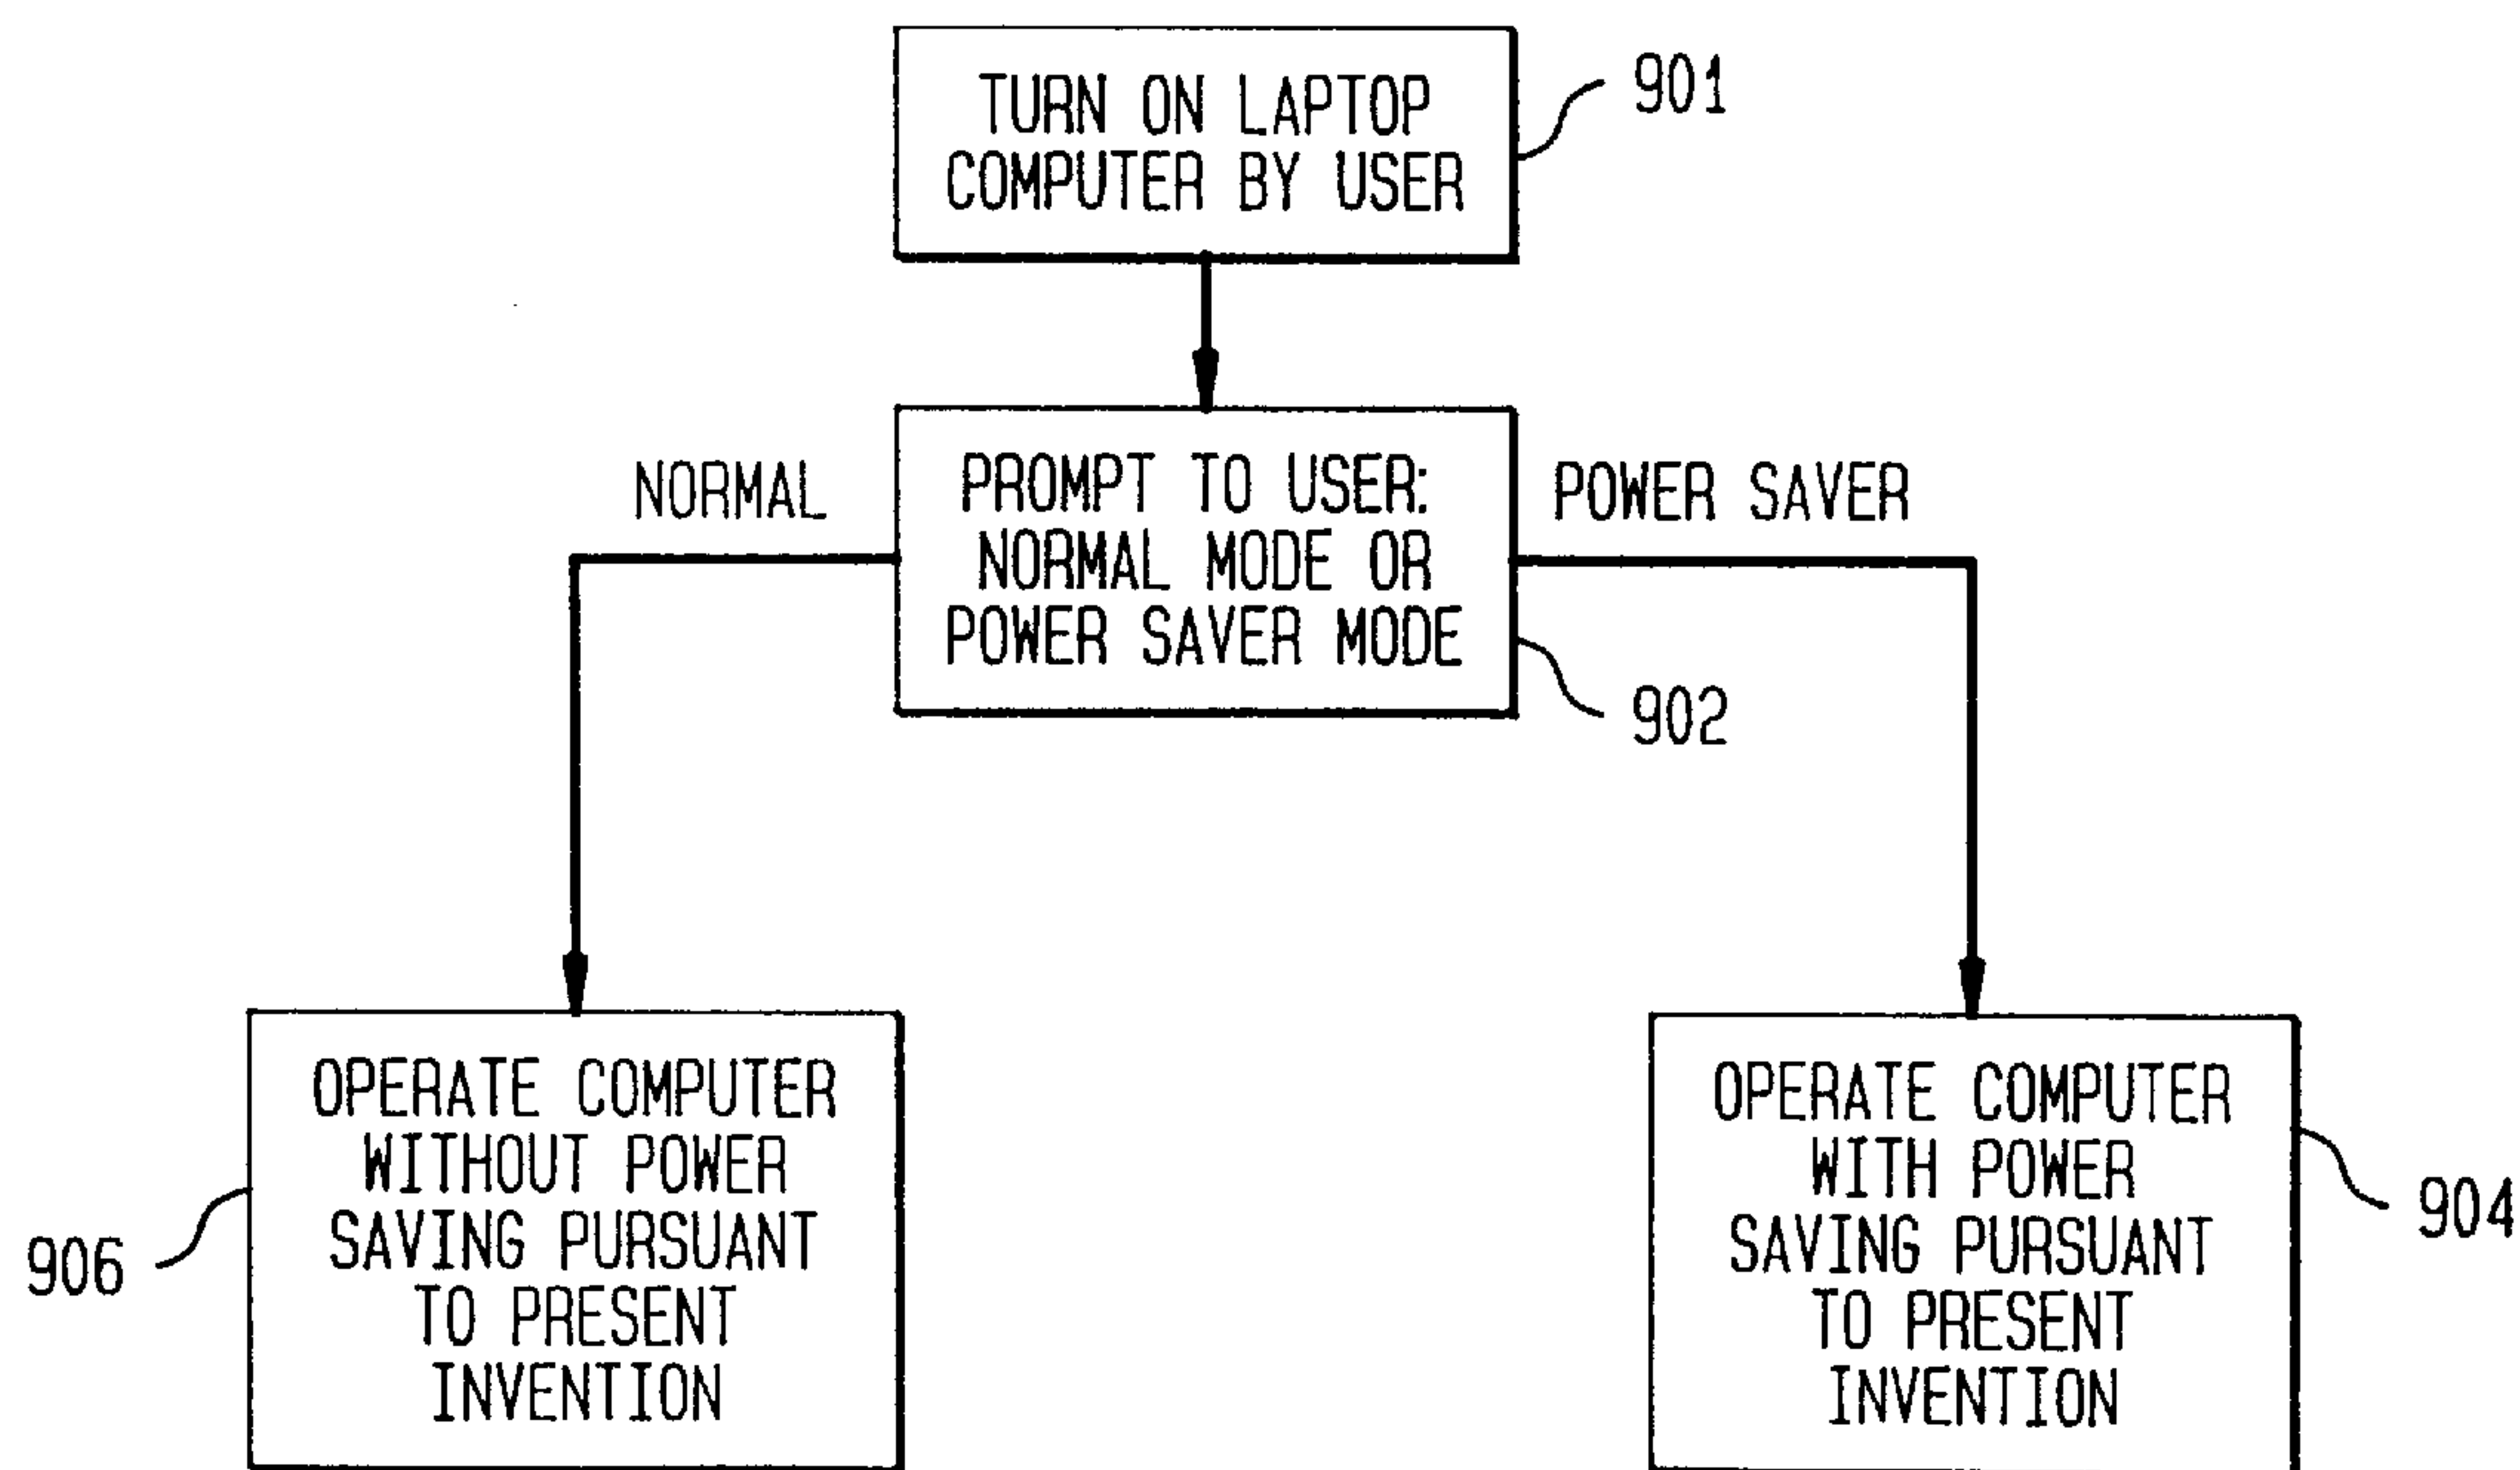 TURN ON LAPTOP
COMPUTER BY USER
901
NORMAL
PROMPT TO USER:
NORMAL MODE OR
POWER SAVER MODE
POWER SAVER
902
OPERATE COMPUTER
WITHOUT POWER
SAVING PURSUANT
TO PRESENT
INVENTION
906
OPERATE COMPUTER
WITH POWER
SAVING PURSUANT
TO PRESENT
INVENTION
904